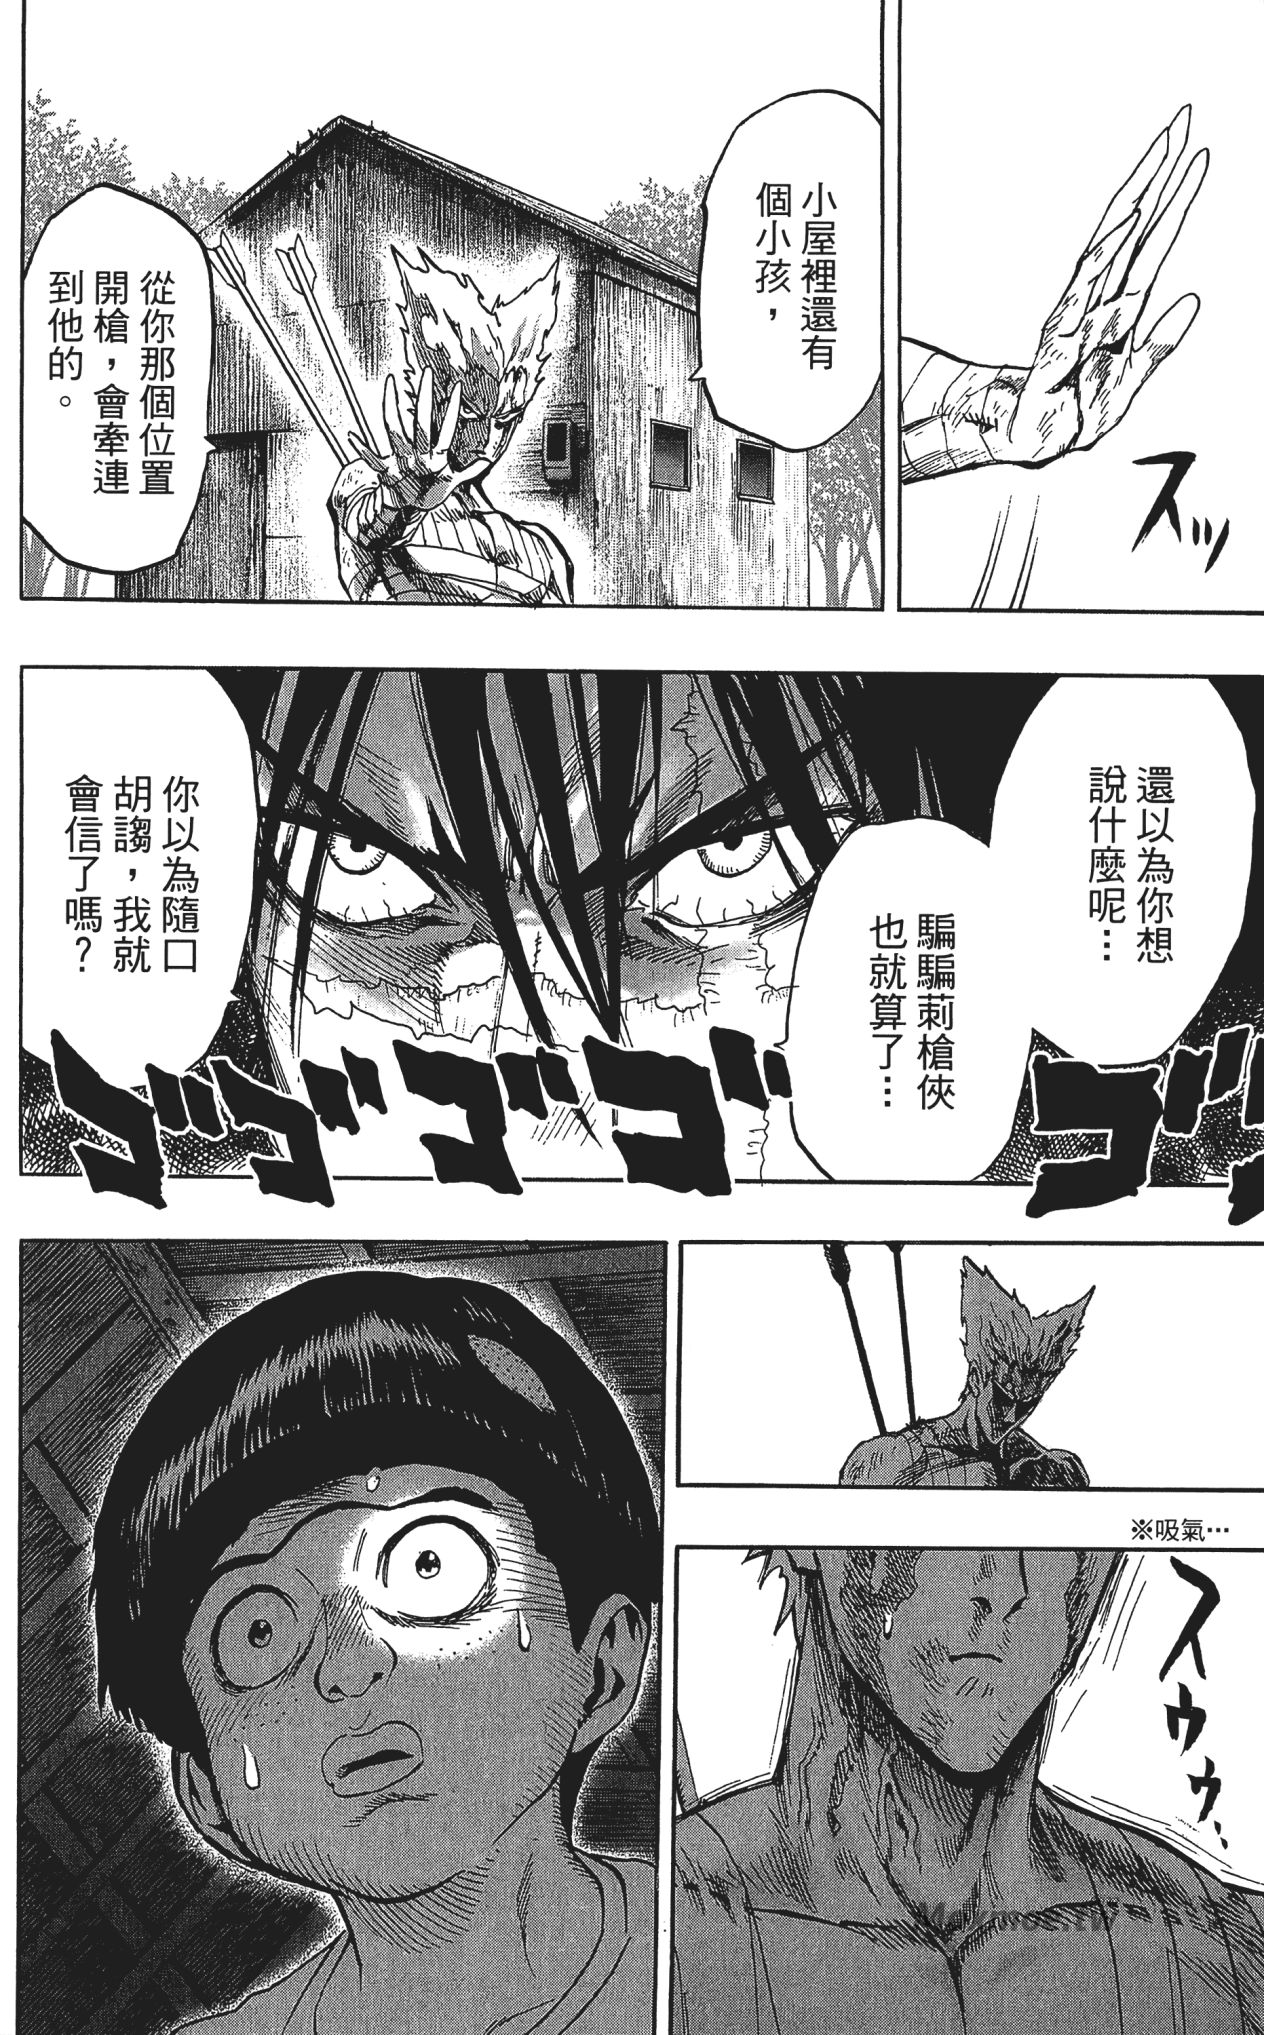 スッ
小屋裡還有
個小孩，
從你那個位置
開槍，會牽連
到他的。
還以為你想
說什麼呢…
騙騙莿槍俠
也就算了…
你以為隨口
胡謅，我就
會信了嗎？
ゴゴゴゴゴゴ
※吸氣…
スゥゥ…